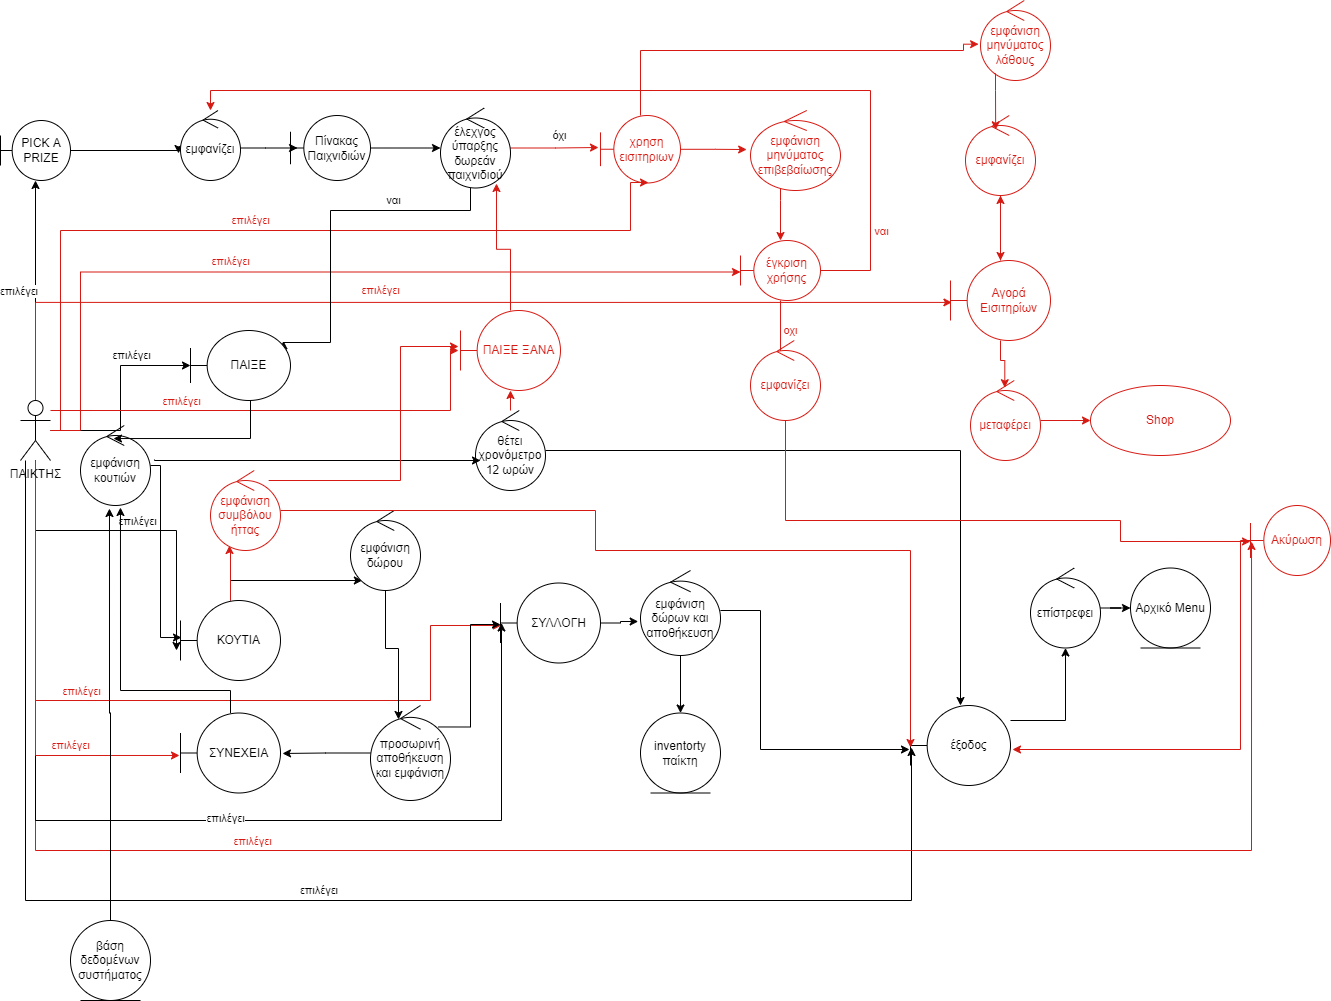 εμφάνιση
μηνύματος
λάθους
PICK A
PRIZE
εμφανίζει
Πίνακας
Παιχνιδιών
έλεγχος
ύπαρξης
δωρεάν
παιχνιδιού
όχι
χρηση
εισιτηριων
εμφάνιση
μηνύματος
επιβεβαίωσης
εμφανίζει
ναι
επιλέγει
ναι
επιλέγει
έγκριση
χρήσης
επιλέγει
επιλέγει
Αγορά
Εισιτηρίων
οχι
επιλέγει
ΠΑΙΞΕ
ΠΑΙΞΕ ΞΑΝΑ
εμφανίζει
επιλέγει
μεταφέρει
Shop
ΠΑΙΚΤΗΣ
εμφάνιση
κουτιών
θέτει
χρονόμετρο
12 ωρών
εμφάνιση
συμβόλου
ήττας
επιλέγει
εμφάνιση
δώρου
Ακύρωση
ΚΟΥΤΙΑ
ΣΥΛΛΟΓΗ
εμφάνιση
δώρων και
αποθήκευση
επίστρεφει
Αρχικό Menu
επιλέγει
επιλέγει
ΣΥΝΕΧΕΙΑ
προσωρινή
αποθήκευση
και εμφάνιση
inventorty
παίκτη
έξοδος
επιλέγει
επιλέγει
επιλέγει
βάση
δεδομένων
συστήματος